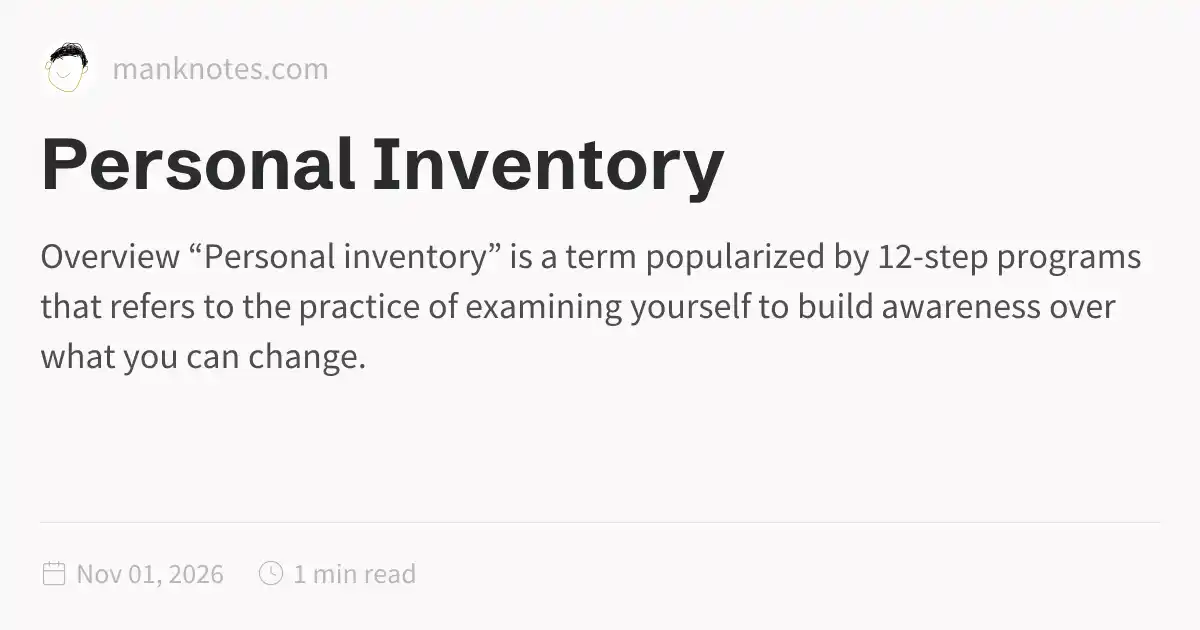 manknotes.com
Personal Inventory
Overview “Personal inventory” is a term popularized by 12-step programs
that refers to the practice of examining yourself to build awareness over
what you can change.
Nov 01, 2026 1 min read